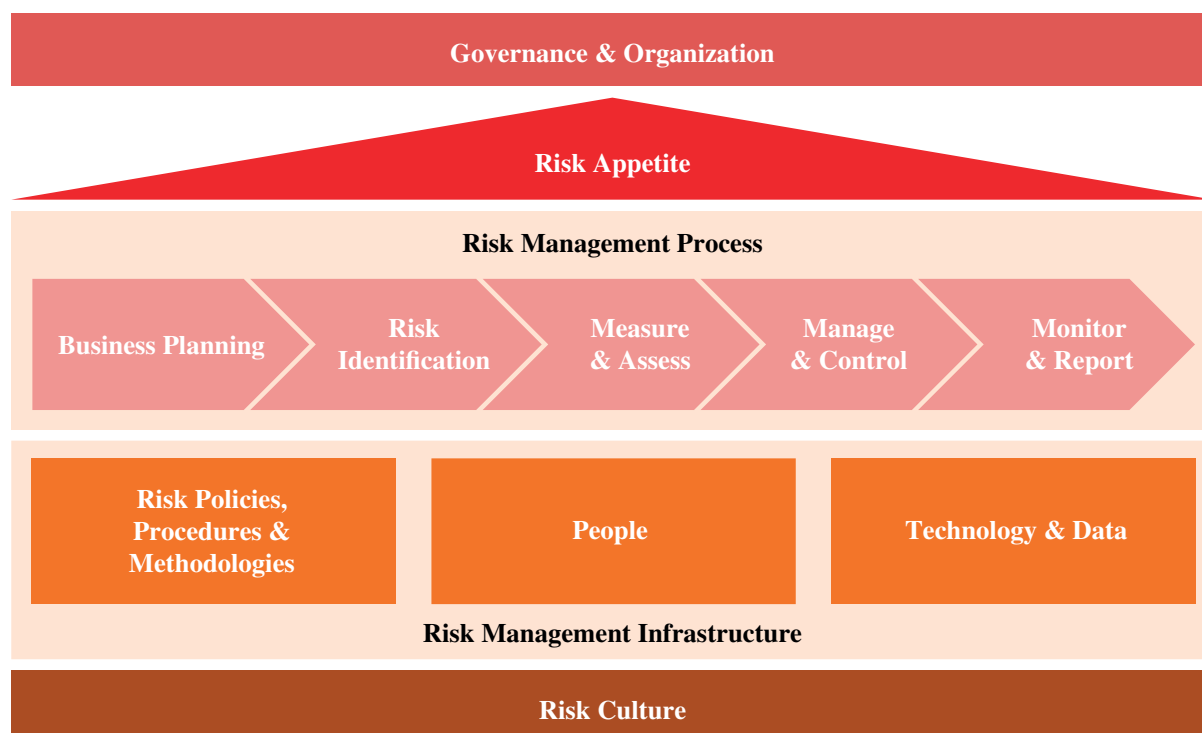 Governance & Organization
Risk Appetite
Risk Management Process
Business Planning
Risk
Identification
Measure
& Assess
Manage
& Control
Monitor
& Report
Risk Policies,
Procedures &
Methodologies
People
Technology & Data
Risk Management Infrastructure
Risk Culture